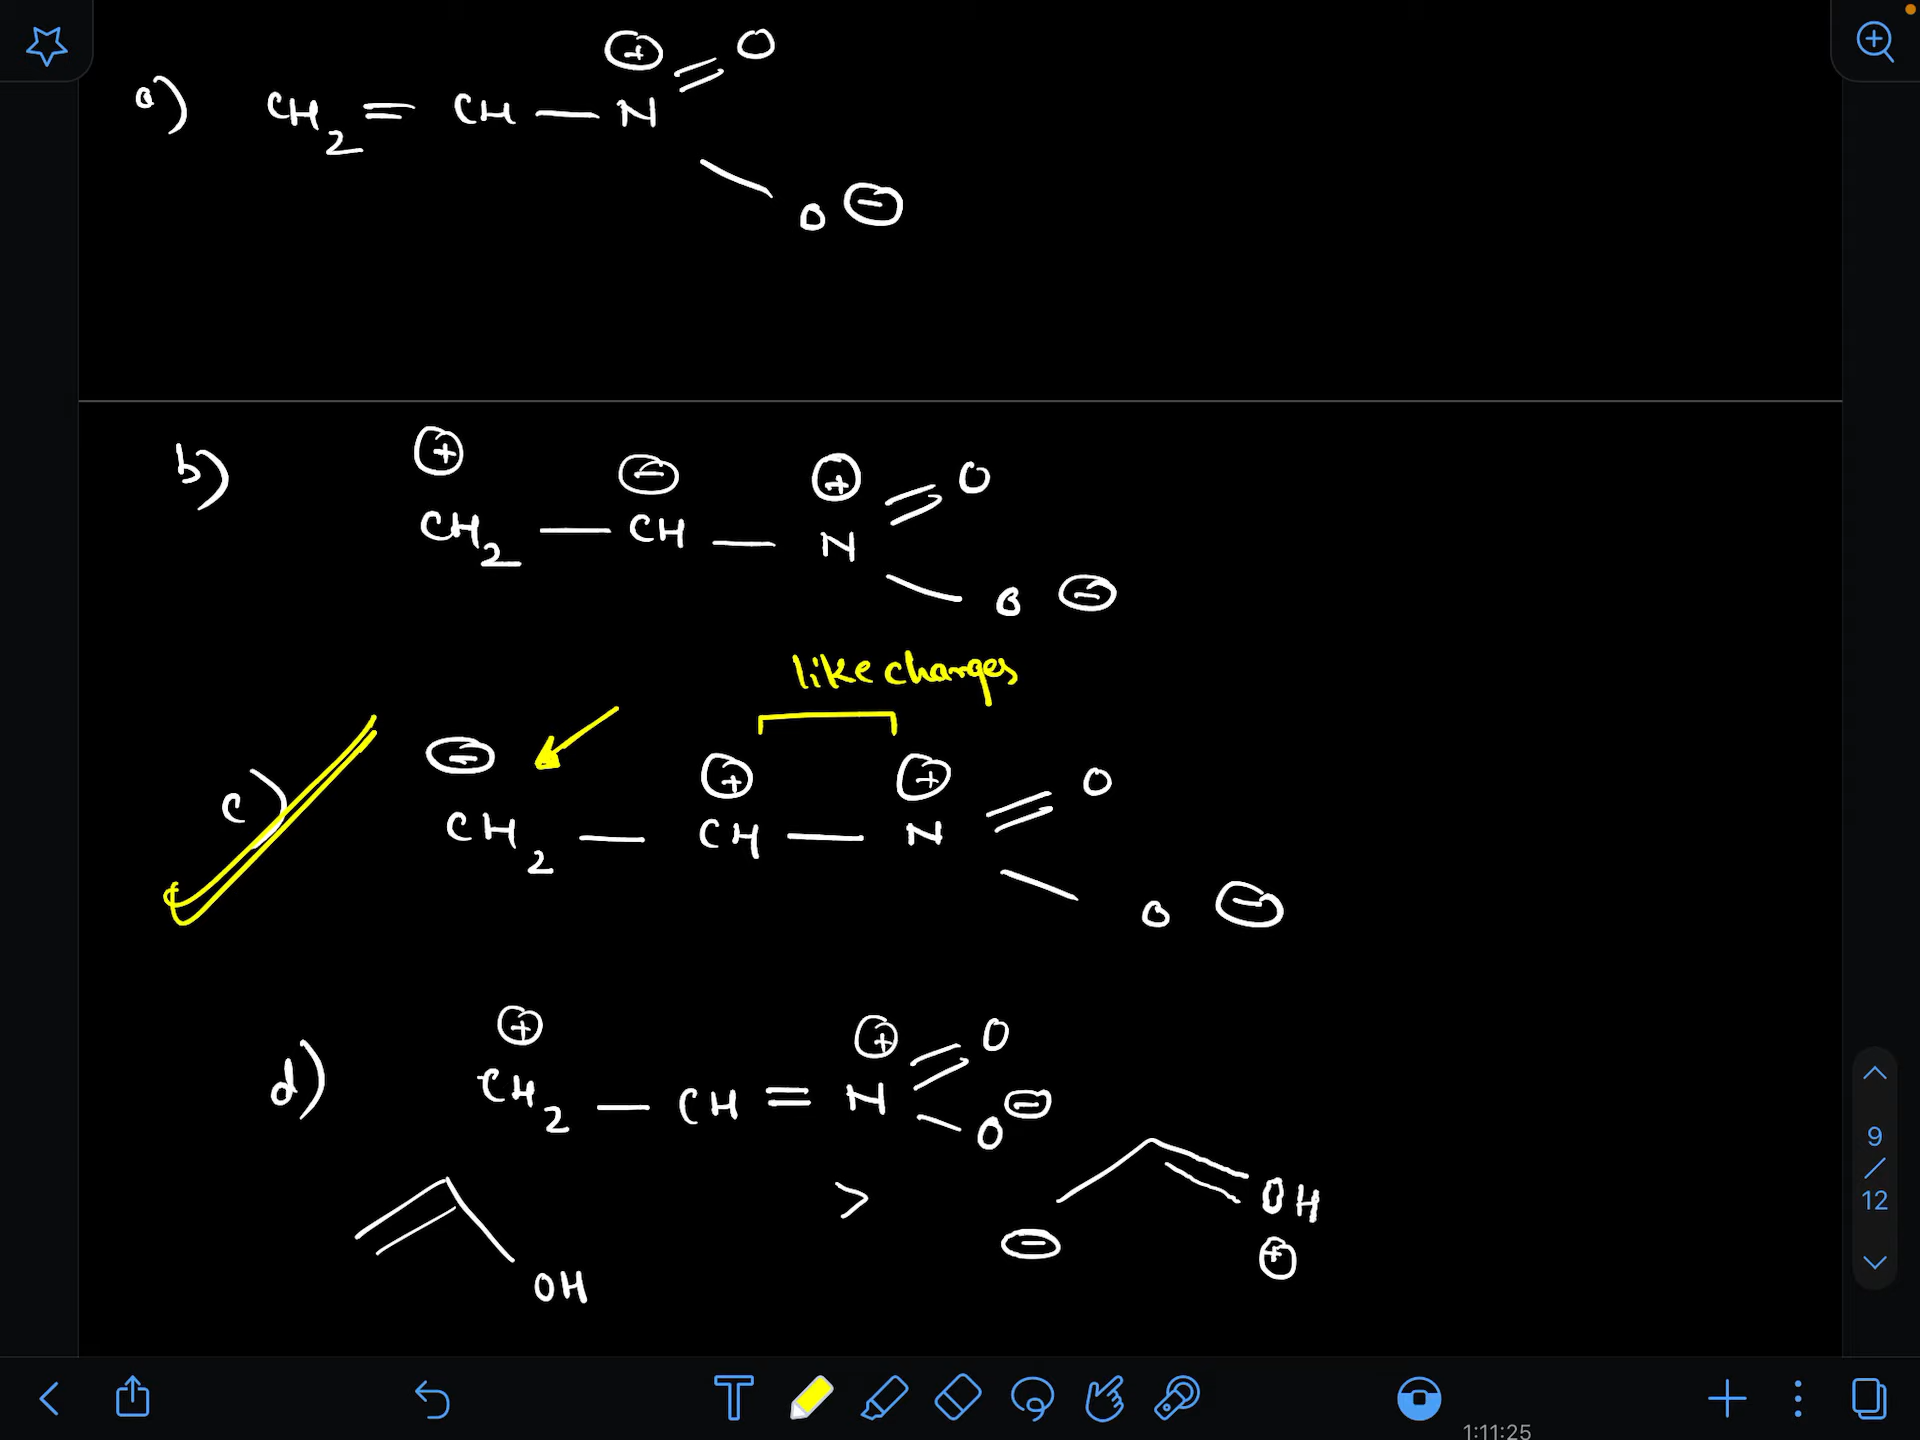 a) CH2 = CH — N ⊕ = O
O ⊖
b) ⊕ CH2 — ⊖ CH — ⊕ N = O
O ⊖
like charges
c) ⊖ CH2 — ⊕ CH — ⊕ N = O
O ⊖
d) ⊕ CH2 — CH = ⊕ N = O
O ⊖
OH > ⊖ OH ⊕
9
/
12
T
1:11:25